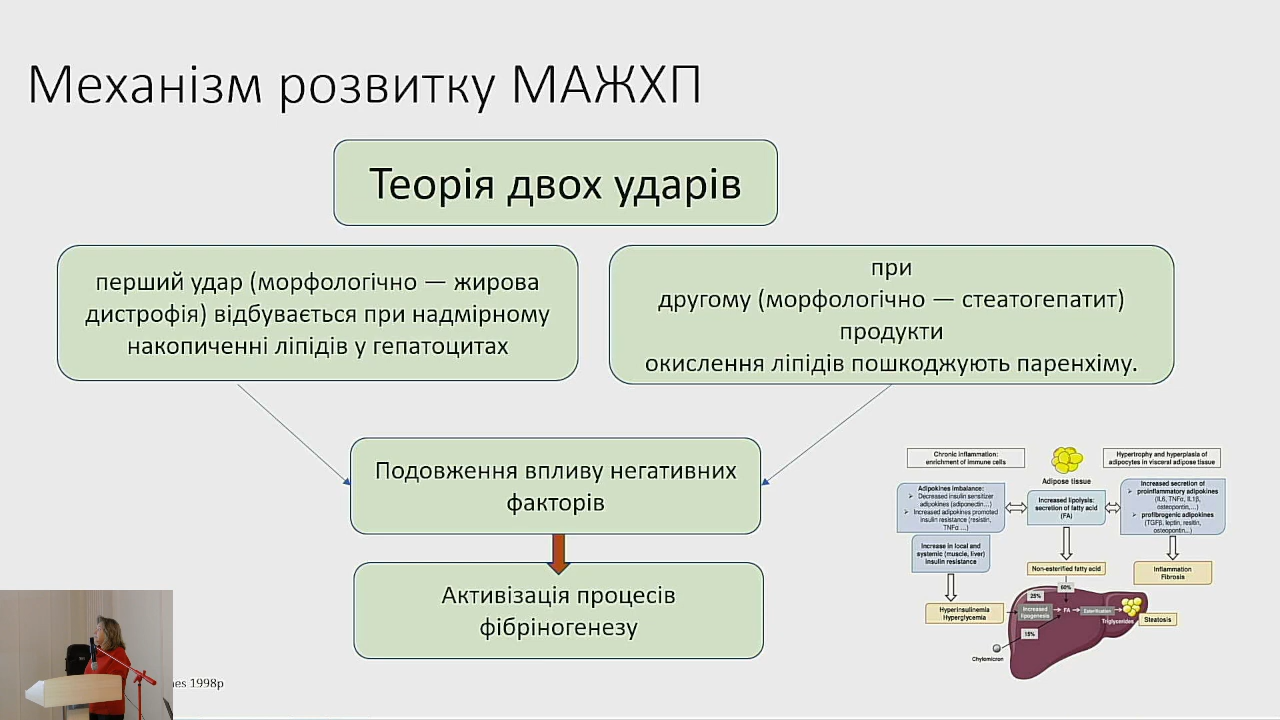 Механізм розвитку МАЖХП
Теорія двох ударів
перший удар (морфологічно — жирова
дистрофія) відбувається при надмірному
накопиченні ліпідів у гепатоцитах
при
другому (морфологічно — стеатогепатит)
продукти
окислення ліпідів пошкоджують паренхіму.
Подовження впливу негативних
факторів
Активізація процесів
фібріногенезу
Chronic inflammation:
enrichment of immune cells
Adipose tissue
Hypertrophy and hyperplasia of
adipocytes in visceral adipose tissue
Adipokines imbalance:
Decreased insulin sensitizer
adipokines (adiponectin...)
Increased adipokines promoted
insulin resistance (resistin,
TNFα ...)
Increased lipolysis:
secretion of fatty acid
(FA)
Increased secretion of
proinflammatory adipokines
(IL6, TNFα, IL1β,
osteopontin,...)
profibrogenic adipokines
(TGFβ, leptin, resitin,
osteopontin...)
Increase in local and
systemic (muscle, liver)
insulin resistance
Non-esterified fatty acid
Inflammation
Fibrosis
60%
25%
Hyperinsulinemia
Hyperglycemia
Increased
lipogenesis
FA
Esterification
Triglycerides
Steatosis
15%
Chylomicron
1998р